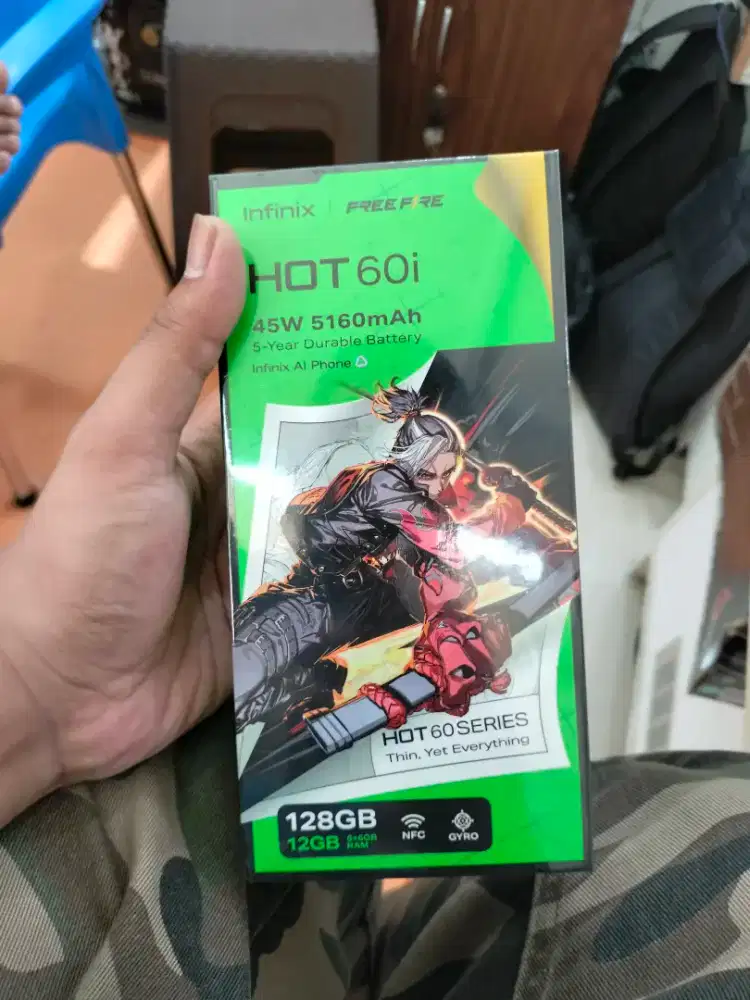 Infinix | FREE FIRE
HOT 60i
45W 5160mAh
5-Year Durable Battery
Infinix AI Phone
HOT 60 SERIES
Thin, Yet Everything
128GB
12GB 6+6GB RAM
NFC
GYRO